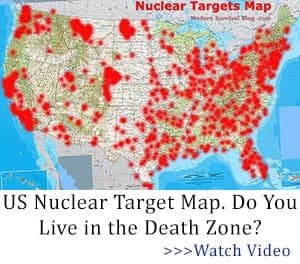 Nuclear Targets Map
Modern Survival Blog .com
US Nuclear Target Map. Do You
Live in the Death Zone?
>>>Watch Video